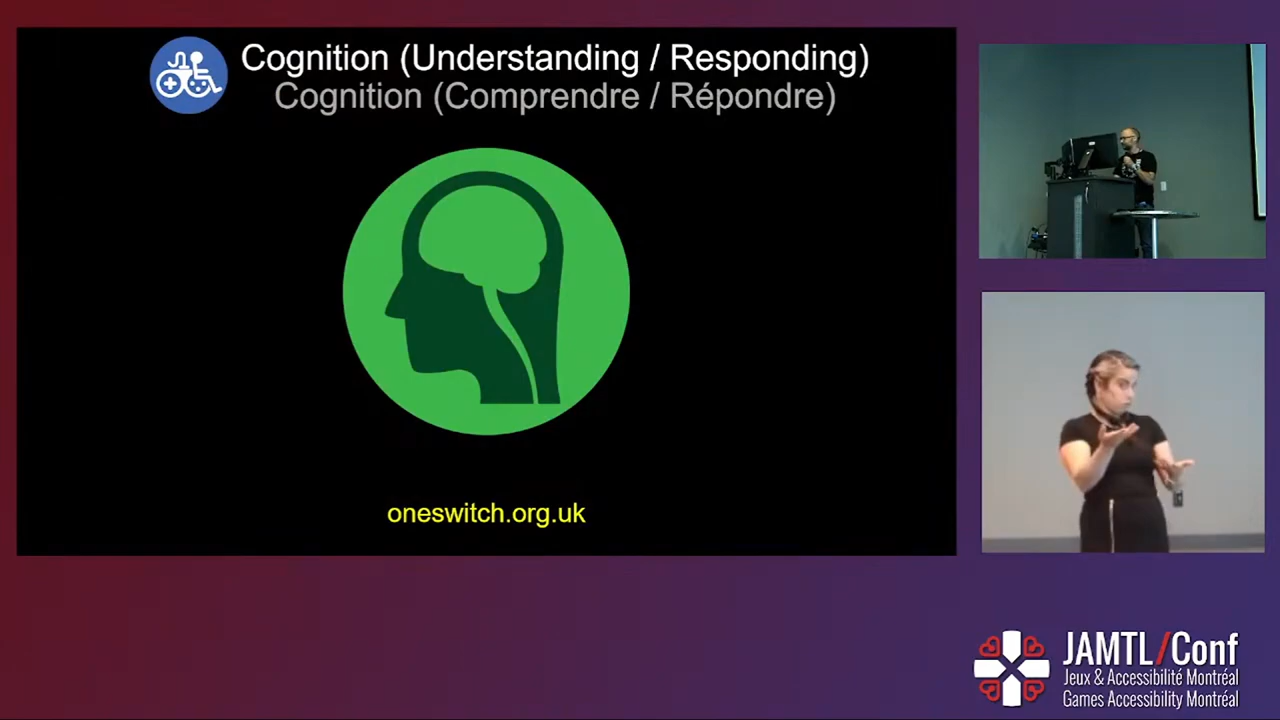 Cognition (Understanding / Responding)
Cognition (Comprendre / Répondre)
oneswitch.org.uk
JAMTL/Conf
Jeux & Accessibilité Montréal
Games Accessibility Montréal